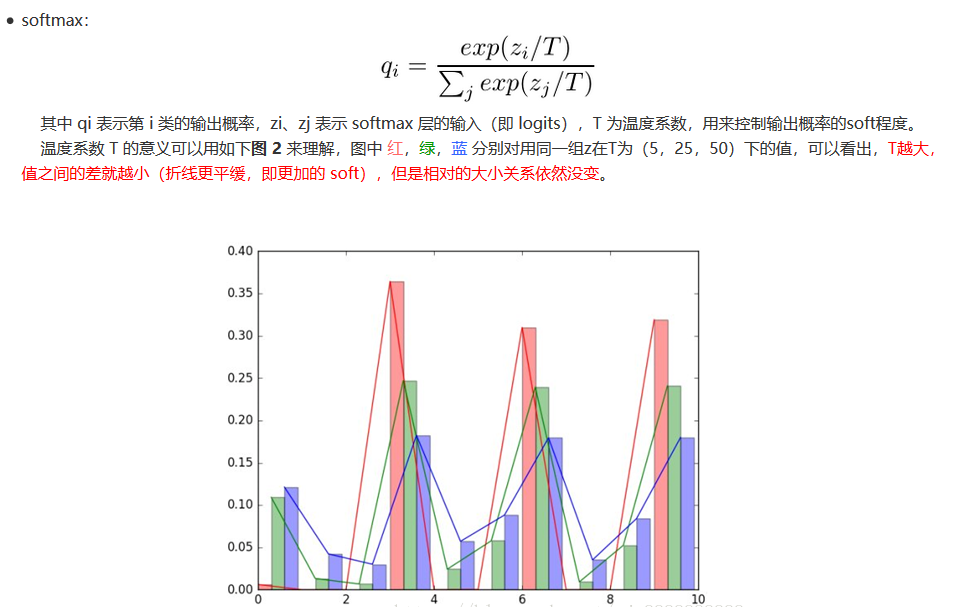 • softmax：
q_i = exp(z_i/T) / ∑_j exp(z_j/T)
其中 qi 表示第 i 类的输出概率，zi、zj 表示 softmax 层的输入（即 logits），T 为温度系数，用来控制输出概率的soft程度。
温度系数 T 的意义可以用如下图 2 来理解，图中 红，绿，蓝 分别对用同一组z在T为（5，25，50）下的值，可以看出，T越大，
值之间的差就越小（折线更平缓，即更加的 soft），但是相对的大小关系依然没变。
0.40
0.35
0.30
0.25
0.20
0.15
0.10
0.05
0.00
0 2 4 6 8 10